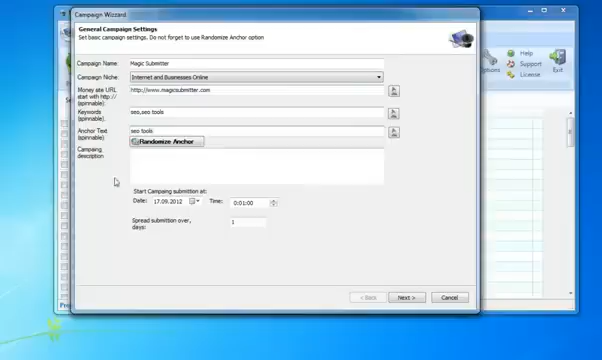 Campaign Wizzard
General Campaign Settings
Set basic campaign settings. Do not forget to use Randomize Anchor option
Campaign Name: Magic Submitter
Campaign Niche: Internet and Businesses Online
Money site URL http://www.magicsubmitter.com
start with http://
(spinnable)
Keywords seo,seo tools
(spinnable).
Anchor Text seo tools
(spinnable)
Randomize Anchor
Campaing
description
Start Campaing submition at:
Date: 17.09.2012 Time: 0:01:00
Spread submition over, 1
days:
< Back Next > Cancel
Help
Support
License
Exit